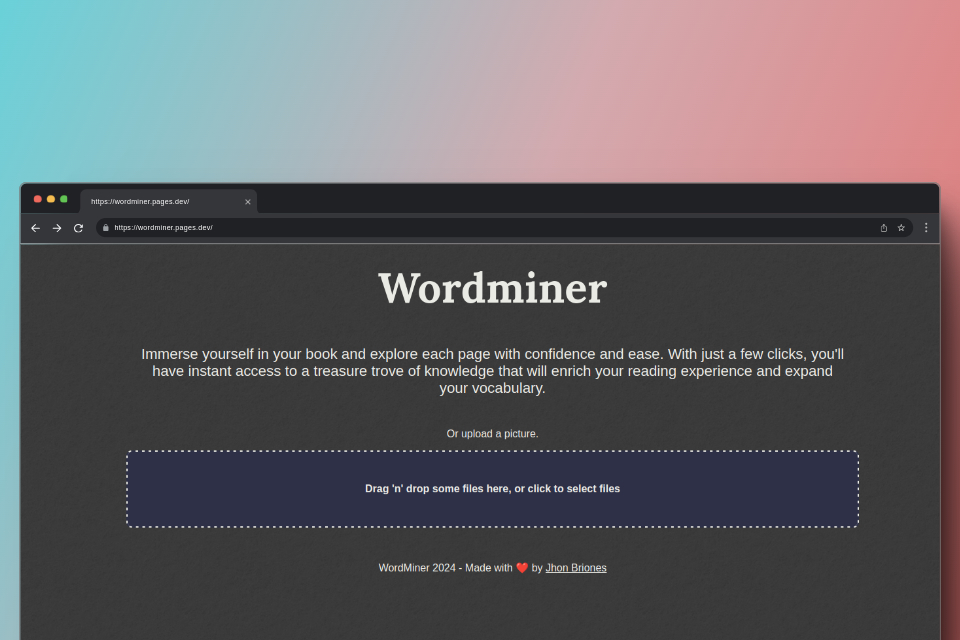 https://wordminer.pages.dev/
https://wordminer.pages.dev/
Wordminer
Immerse yourself in your book and explore each page with confidence and ease. With just a few clicks, you'll
have instant access to a treasure trove of knowledge that will enrich your reading experience and expand
your vocabulary.
Or upload a picture.
Drag 'n' drop some files here, or click to select files
WordMiner 2024 - Made with ❤️ by Jhon Briones